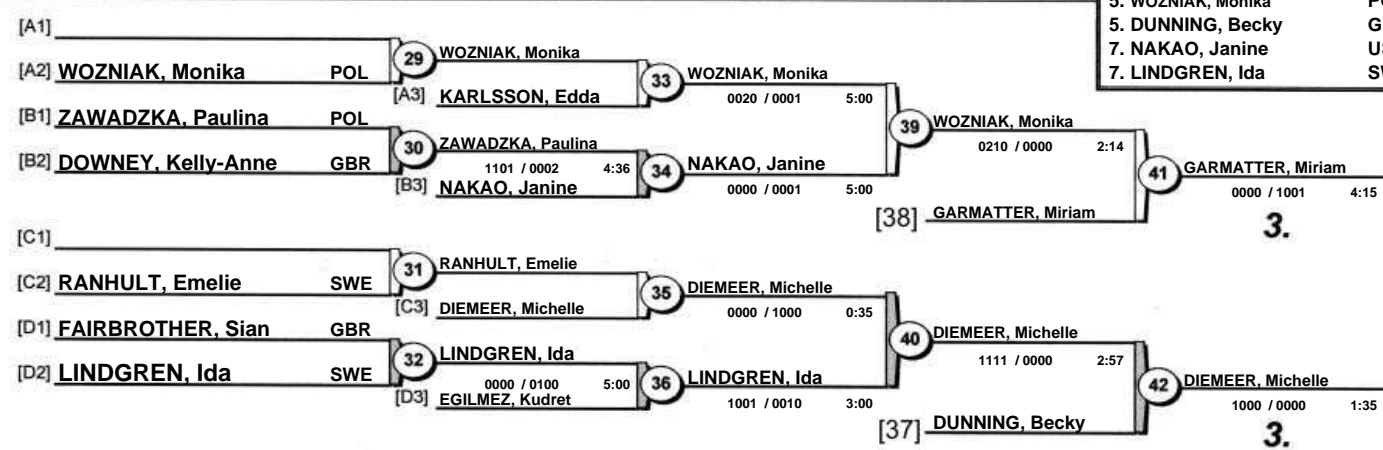 5. WOZNIAK, Monika
5. DUNNING, Becky G
7. NAKAO, Janine U
7. LINDGREN, Ida
[A1]
[A2] WOZNIAK, Monika POL
29
WOZNIAK, Monika
[A3] KARLSSON, Edda
33
WOZNIAK, Monika
0020 / 0001 5:00
[B1] ZAWADZKA, Paulina POL
[B2] DOWNEY, Kelly-Anne GBR
30
ZAWADZKA, Paulina
1101 / 0002 4:36
[B3] NAKAO, Janine
34
NAKAO, Janine
0000 / 0001 5:00
39
WOZNIAK, Monika
0210 / 0000 2:14
[38] GARMATTER, Miriam
41
GARMATTER, Miriam
0000 / 1001 4:15
3.
[C1]
[C2] RANHULT, Emelie SWE
31
RANHULT, Emelie
[C3] DIEMEER, Michelle
35
DIEMEER, Michelle
0000 / 1000 0:35
[D1] FAIRBROTHER, Sian GBR
[D2] LINDGREN, Ida SWE
32
LINDGREN, Ida
0000 / 0100 5:00
[D3] EGILMEZ, Kudret
36
LINDGREN, Ida
1001 / 0010 3:00
40
DIEMEER, Michelle
1111 / 0000 2:57
[37] DUNNING, Becky
42
DIEMEER, Michelle
1000 / 0000 1:35
3.